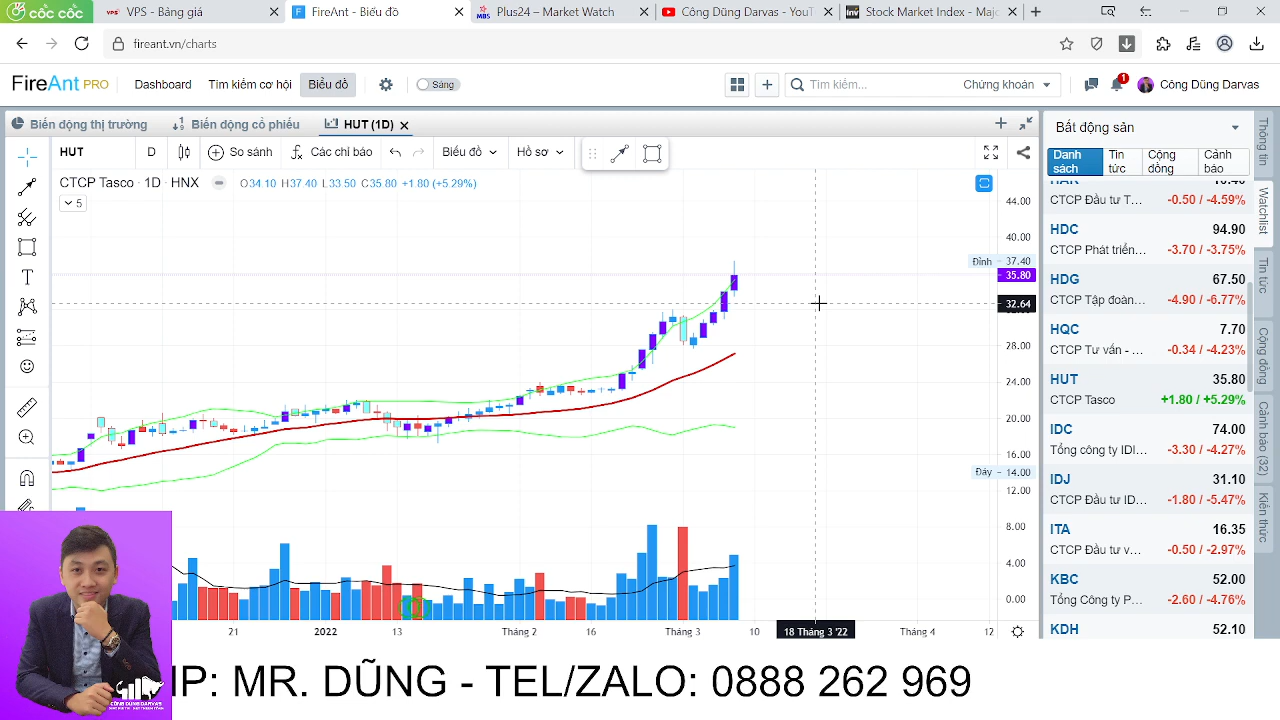 cốc cốc
VPS - Bảng giá
FireAnt - Biểu đồ
MBS
Plus24 – Market Watch
Công Dũng Darvas - YouT
Inv
Stock Market Index - Majo
fireant.vn/charts
FireAnt PRO
Dashboard
Tìm kiếm cơ hội
Biểu đồ
Sáng
Tìm kiếm...
Chứng khoán
1
Công Dũng Darvas
Biến động thị trường
Biến động cổ phiếu
HUT (1D)
HUT
D
So sánh
Các chỉ báo
Biểu đồ
Hồ sơ
CTCP Tasco · 1D · HNX
O34.10 H37.40 L33.50 C35.80 +1.80 (+5.29%)
5
44.00
40.00
Đỉnh
37.40
35.80
32.64
28.00
24.00
20.00
16.00
Đáy
14.00
12.00
8.00
4.00
0.00
21
2022
13
Tháng 2
16
Tháng 3
10
18 Tháng 3 '22
Tháng 4
12
Bất động sản
Danh sách
Tin tức
Cộng đồng
Cảnh báo
CTCP Đầu tư T...
-0.50 / -4.59%
HDC
94.90
CTCP Phát triển...
-3.70 / -3.75%
HDG
67.50
CTCP Tập đoàn...
-4.90 / -6.77%
HQC
7.70
CTCP Tư vấn - ...
-0.34 / -4.23%
HUT
35.80
CTCP Tasco
+1.80 / +5.29%
IDC
74.00
Tổng công ty IDI...
-3.30 / -4.27%
IDJ
31.10
CTCP Đầu tư ID...
-1.80 / -5.47%
ITA
16.35
CTCP Đầu tư v...
-0.50 / -2.97%
KBC
52.00
Tổng Công ty P...
-2.60 / -4.76%
KDH
52.10
Thông tin
Watchlist
Tin tức
Cộng đồng
Cảnh báo (32)
Kiến thức
CÔNG DŨNG DARVAS
IP: MR. DŨNG - TEL/ZALO: 0888 262 969